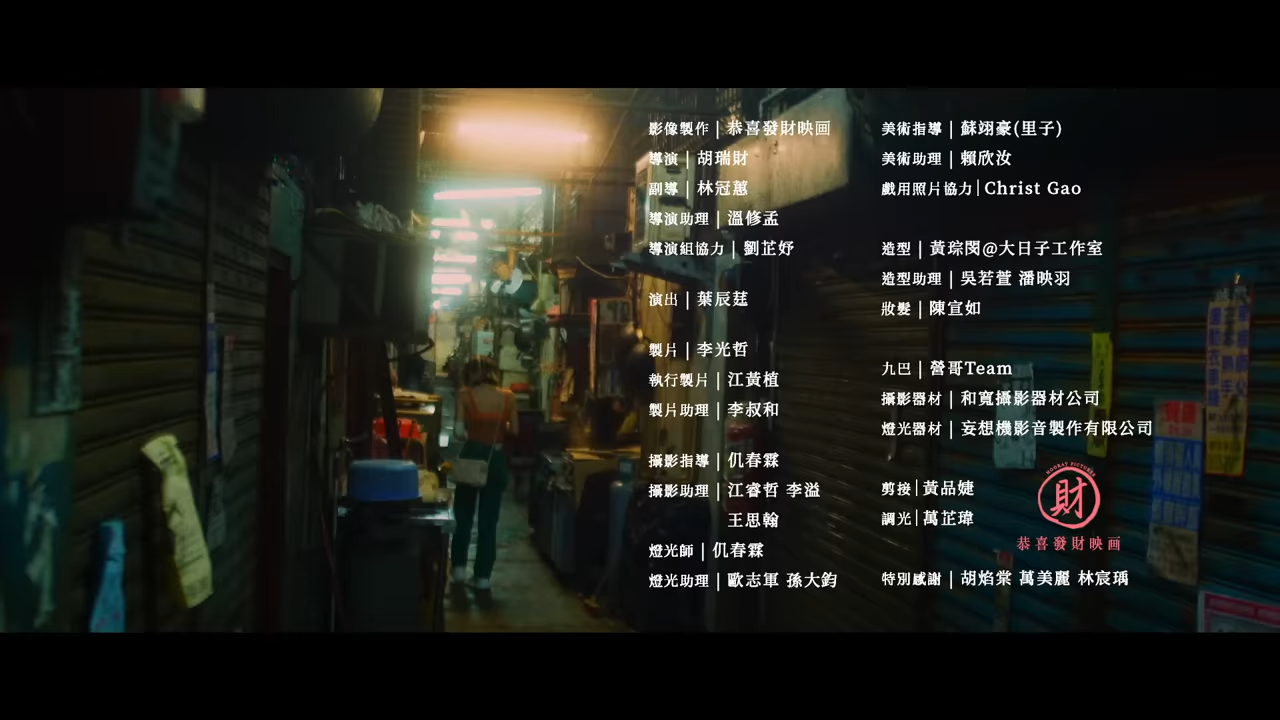 影像製作｜恭喜發財映画
導演｜胡瑞財
副導｜林冠蕙
導演助理｜溫修孟
導演組協力｜劉芷妤
演出｜葉辰莛
製片｜李光哲
執行製片｜江黃植
製片助理｜李叔和
攝影指導｜仉春霖
攝影助理｜江睿哲 李溢
王思翰
燈光師｜仉春霖
燈光助理｜歐志軍 孫大鈞
美術指導｜蘇翊豪(里子)
美術助理｜賴欣汝
戲用照片協力｜Christ Gao
造型｜黃琮閔@大日子工作室
造型助理｜吳若萱 潘映羽
妝髮｜陳宣如
九巴｜營哥Team
攝影器材｜和寬攝影器材公司
燈光器材｜妄想機影音製作有限公司
剪接｜黃品婕
調光｜萬芷瑋
HOORAY PICTURES
財
恭喜發財映画
特別感謝｜胡焰棠 萬美麗 林宸瑀